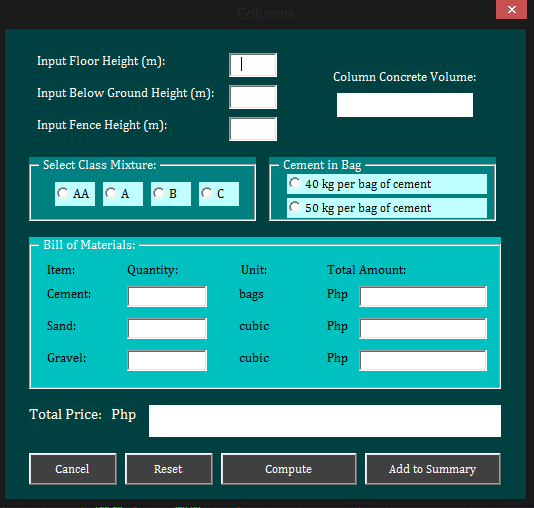 Columns
Input Floor Height (m):
Input Below Ground Height (m):
Input Fence Height (m):
Column Concrete Volume:
Select Class Mixture:
AA A B C
Cement in Bag
40 kg per bag of cement
50 kg per bag of cement
Bill of Materials:
Item: Quantity: Unit: Total Amount:
Cement: bags Php
Sand: cubic Php
Gravel: cubic Php
Total Price: Php
Cancel Reset Compute Add to Summary